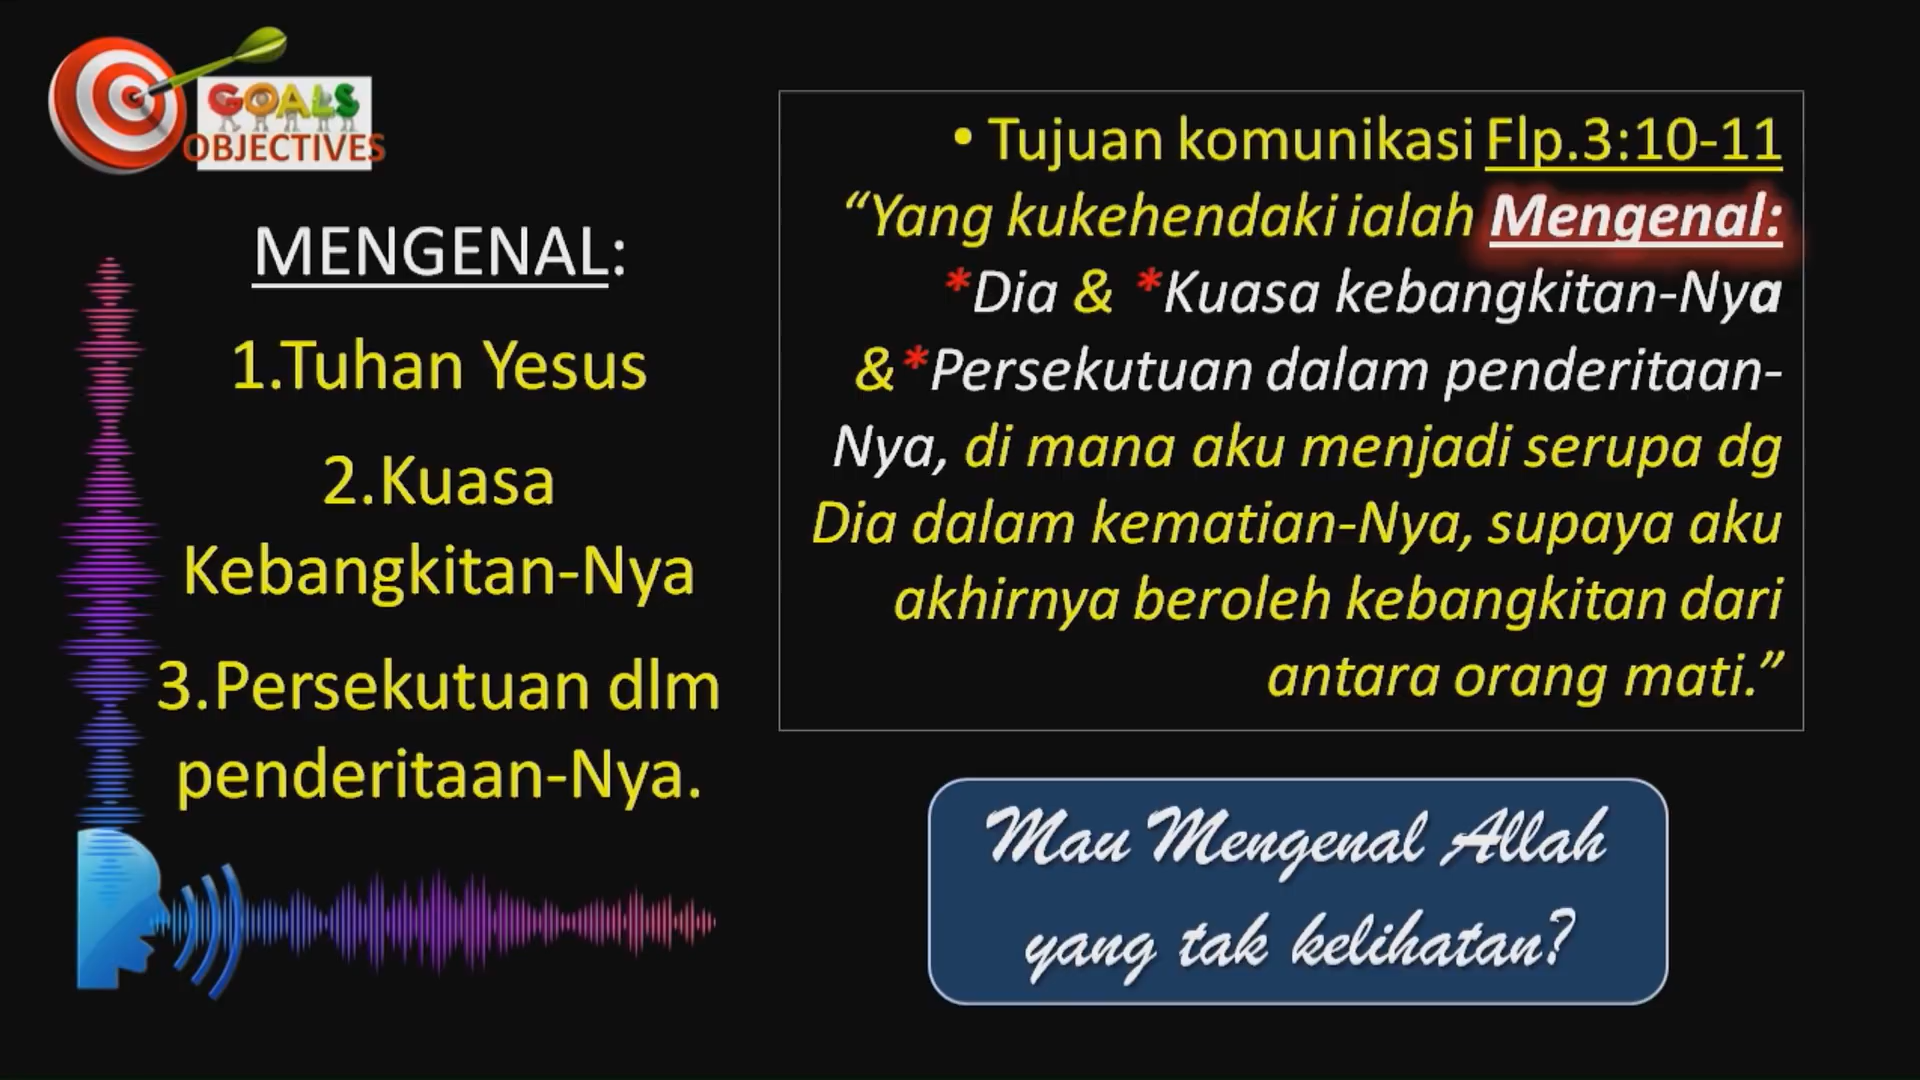 GOALS
OBJECTIVES
MENGENAL:
1.Tuhan Yesus
2.Kuasa
Kebangkitan-Nya
3.Persekutuan dlm
penderitaan-Nya.
• Tujuan komunikasi Flp.3:10-11
“Yang kukehendaki ialah Mengenal:
*Dia & *Kuasa kebangkitan-Nya
&*Persekutuan dalam penderitaan-
Nya, di mana aku menjadi serupa dg
Dia dalam kematian-Nya, supaya aku
akhirnya beroleh kebangkitan dari
antara orang mati.”
Mau Mengenal Allah
yang tak kelihatan?